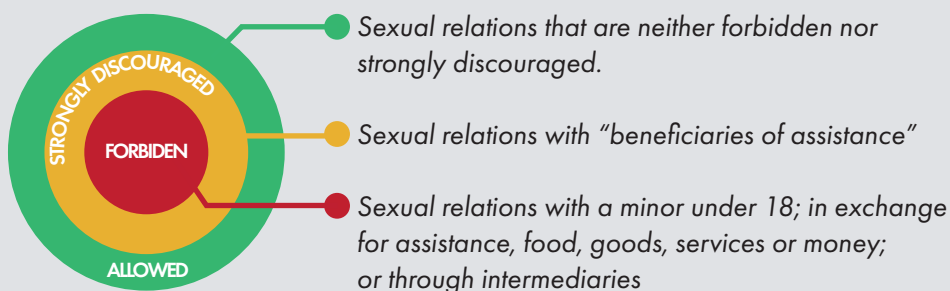 STRONGLY DISCOURAGED
FORBIDEN
ALLOWED
Sexual relations that are neither forbidden nor
strongly discouraged.
Sexual relations with “beneficiaries of assistance”
Sexual relations with a minor under 18; in exchange
for assistance, food, goods, services or money;
or through intermediaries